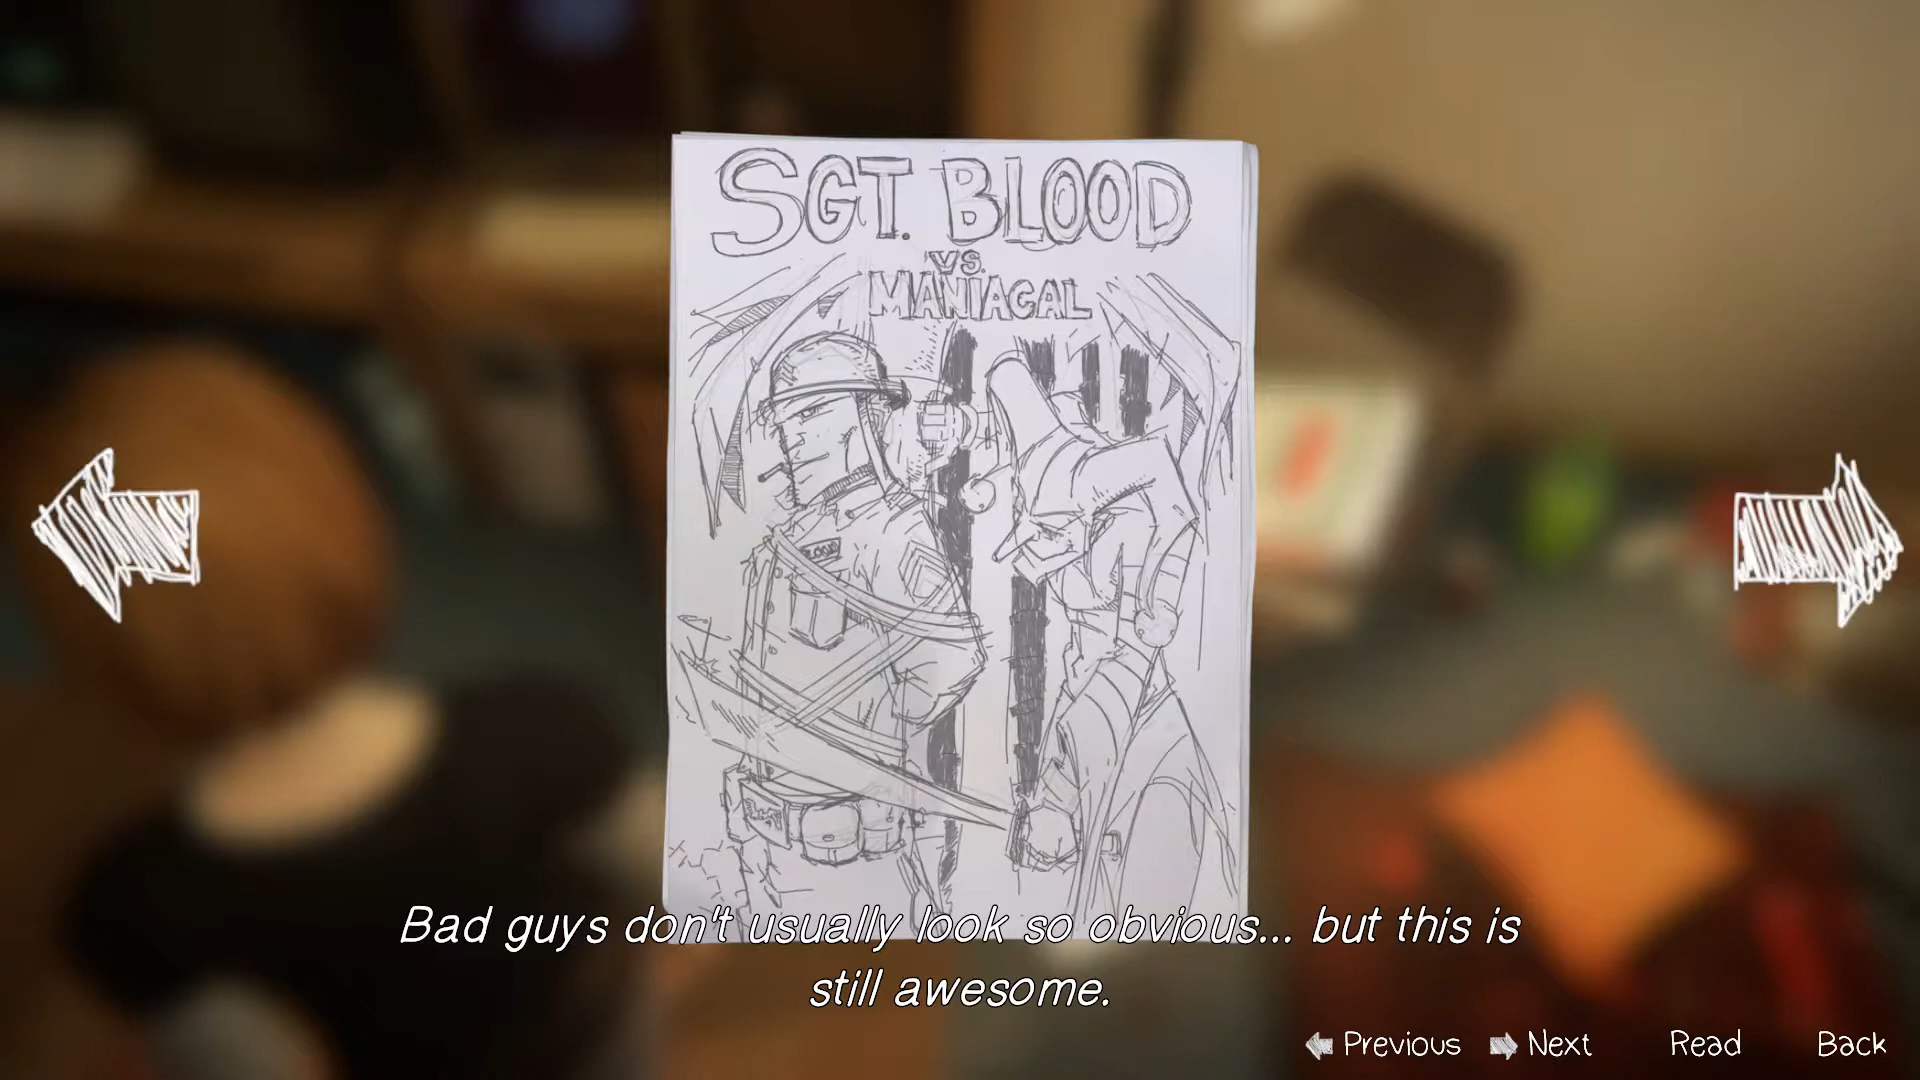 SGT. BLOOD
VS.
MANIACAL
BLOOD
Bad guys don't usually look so obvious... but this is
still awesome.
Previous Next Read Back